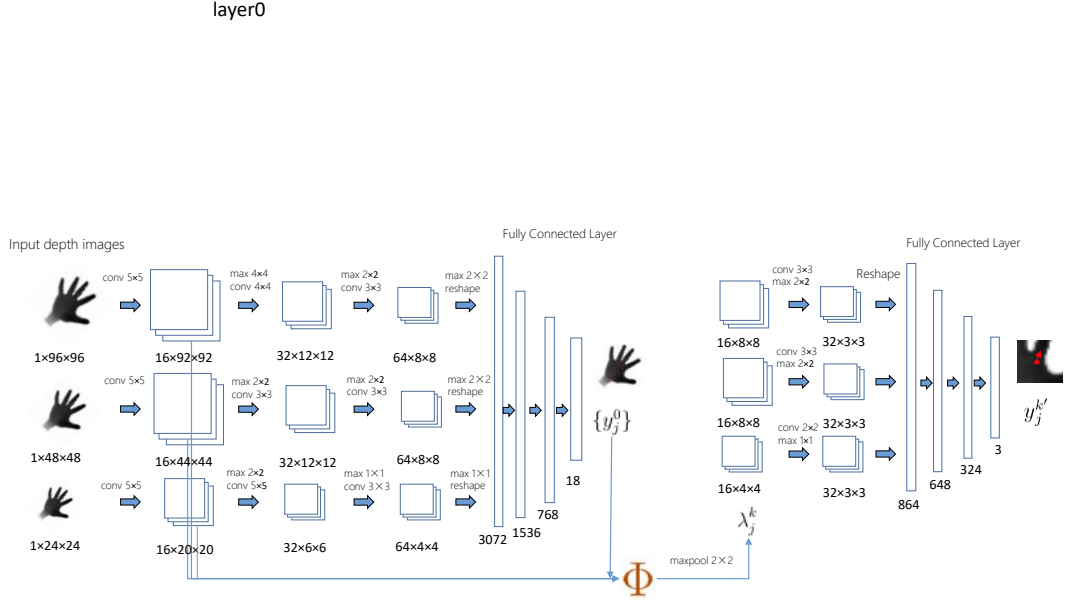 layer0
Input depth images
Fully Connected Layer
Fully Connected Layer
conv 5×5
max 4×4
conv 4×4
max 2×2
conv 3×3
max 2×2
reshape
1×96×96
16×92×92
32×12×12
64×8×8
conv 5×5
max 2×2
conv 3×3
max 2×2
conv 3×3
max 2×2
reshape
1×48×48
16×44×44
32×12×12
64×8×8
conv 5×5
max 2×2
conv 5×5
max 1×1
conv 3×3
max 1×1
reshape
1×24×24
16×20×20
32×6×6
64×4×4
3072
1536
768
18
{y_j^0}
Φ
maxpool 2×2
λ_j^k
conv 3×3
max 2×2
Reshape
16×8×8
32×3×3
conv 3×3
max 2×2
16×8×8
32×3×3
conv 2×2
max 1×1
16×4×4
32×3×3
864
648
324
3
y_j^{k′}